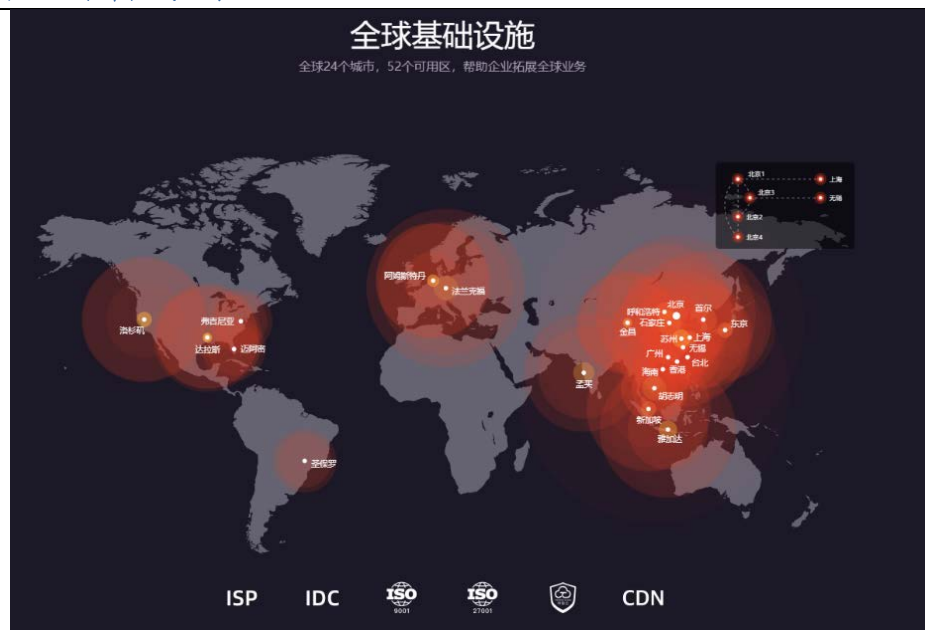 全球基础设施
全球24个城市，52个可用区，帮助企业拓展全球业务
北京1
上海
北京3
无锡
北京2
北京4
阿姆斯特丹
法兰克福
洛杉矶
弗吉尼亚
达拉斯
迈阿密
圣保罗
孟买
呼和浩特
北京
首尔
石家庄
东京
金昌
苏州
上海
无锡
广州
台北
海南
香港
胡志明
新加坡
雅加达
ISP
IDC
ISO
9001
ISO
27001
CDN